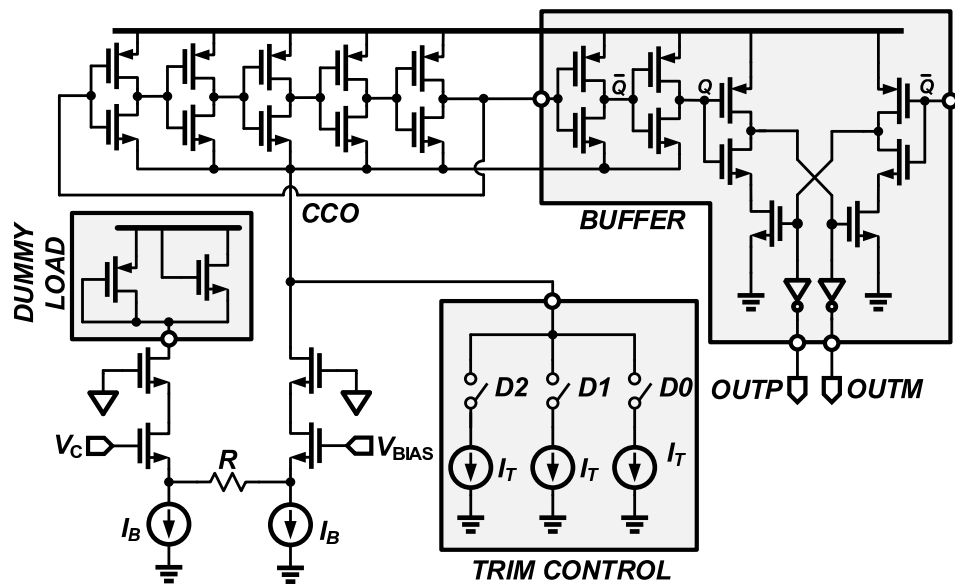 Q̅
Q
Q̅
BUFFER
CCO
DUMMY
LOAD
D2
D1
D0
OUTP
OUTM
V_C
V_BIAS
R
I_T
I_T
I_T
I_B
I_B
TRIM CONTROL